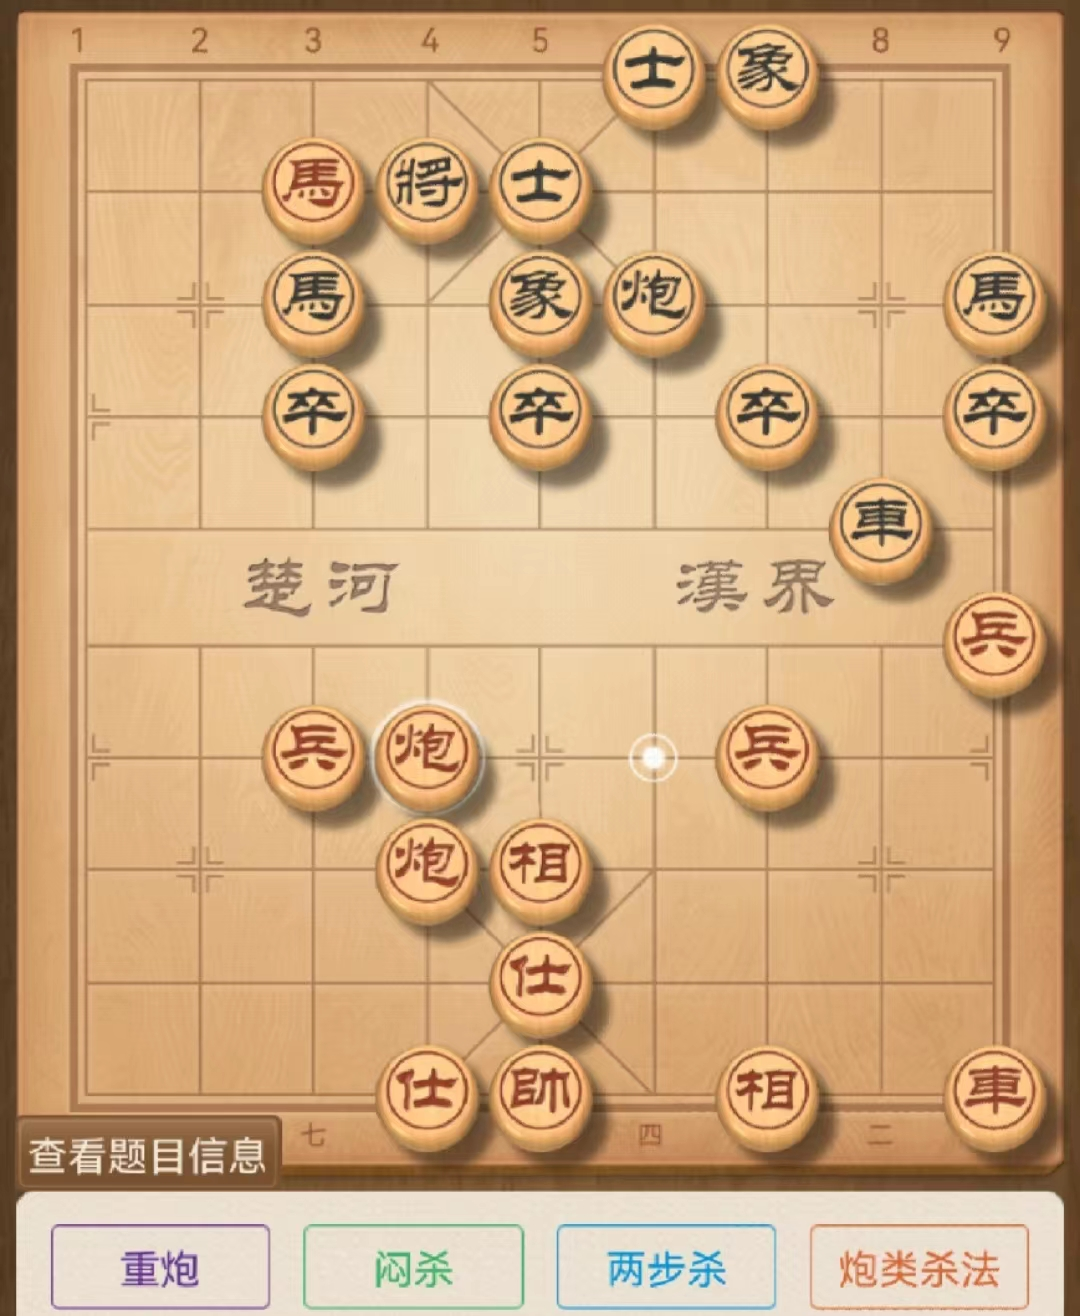 1 2 3 4 5 8 9
士 象
馬 將 士
馬 象 炮 馬
卒 卒 卒 卒
車
楚河 漢界
兵
兵 炮 兵
炮 相
仕
仕 帥 相 車
七 四 二
查看题目信息
重炮 闷杀 两步杀 炮类杀法